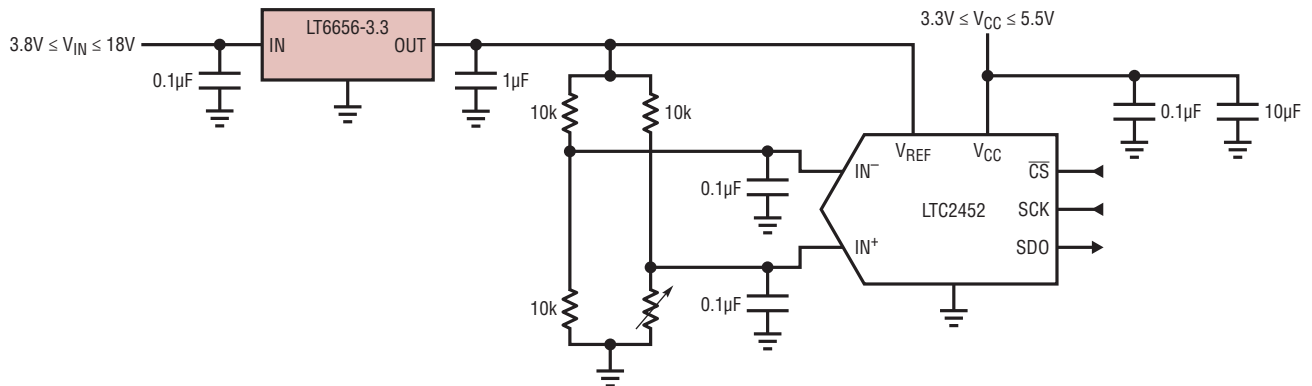 3.8V ≤ VIN ≤ 18V
0.1µF
LT6656-3.3
IN
OUT
1µF
10k
10k
10k
0.1µF
0.1µF
3.3V ≤ VCC ≤ 5.5V
0.1µF
10µF
VREF
VCC
IN−
IN+
LTC2452
CS
SCK
SDO